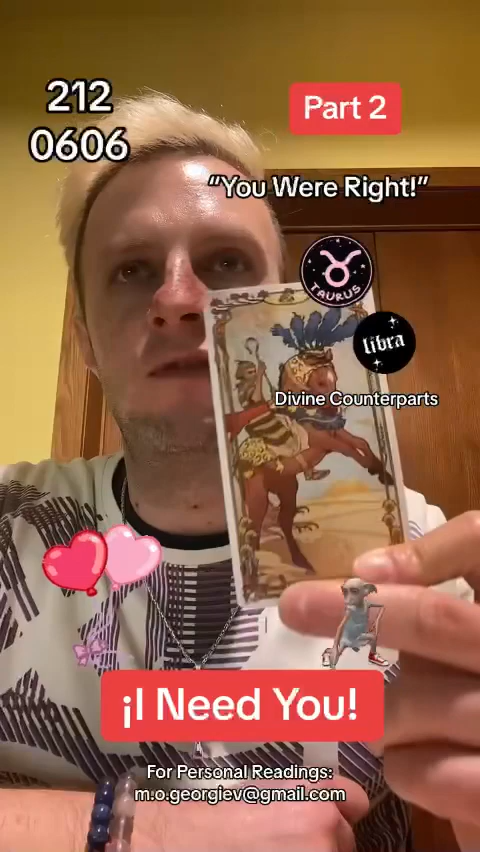 212
0606
Part 2
“You Were Right!”
TAURUS
libra
Divine Counterparts
¡I Need You!
For Personal Readings:
m.o.georgiev@gmail.com